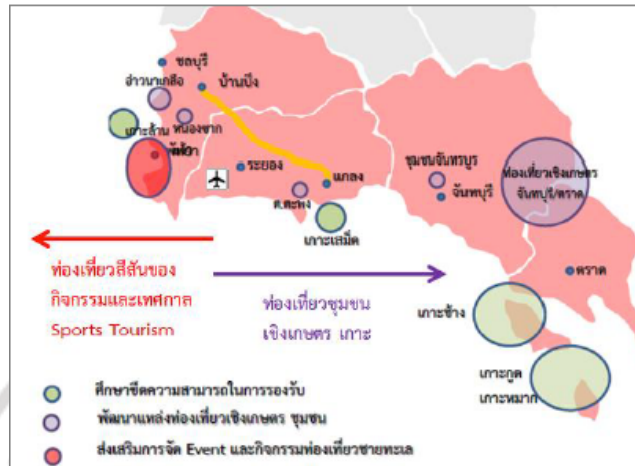 ชลบุรี
อ่าวนาเกลือ
บ้านบึง
เกาะล้าน
หนองซาก
พัทยา
ระยอง
แกลง
ต.ตะพง
เกาะเสม็ด
ชุมชนจันทรบูร
จันทบุรี
ท่องเที่ยวเชิงเกษตร
จันทบุรี/ตราด
ตราด
เกาะช้าง
เกาะกูด
เกาะหมาก
ท่องเที่ยวสีสันของ
กิจกรรมและเทศกาล
Sports Tourism
ท่องเที่ยวชุมชน
เชิงเกษตร เกาะ
ศึกษาขีดความสามารถในการรองรับ
พัฒนาแหล่งท่องเที่ยวเชิงเกษตร ชุมชน
ส่งเสริมการจัด Event และกิจกรรมท่องเที่ยวชายทะเล